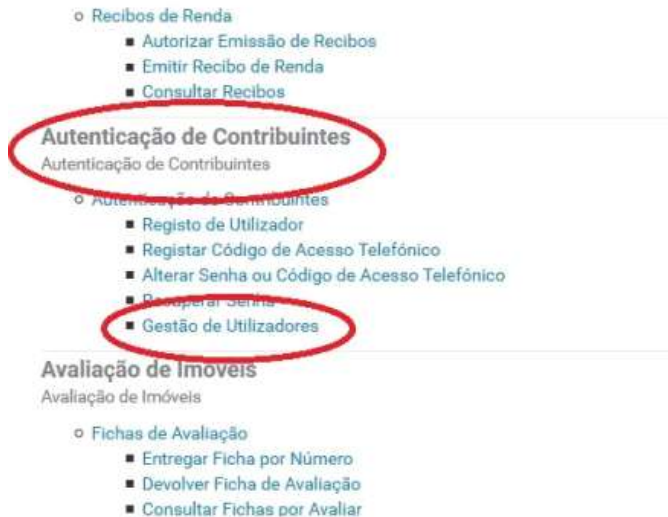 Recibos de Renda
Autorizar Emissão de Recibos
Emitir Recibo de Renda
Consultar Recibos
Autenticação de Contribuintes
Autenticação de Contribuintes
Autenticação de Contribuintes
Registo de Utilizador
Registar Código de Acesso Telefónico
Alterar Senha ou Código de Acesso Telefónico
Recuperar Senha
Gestão de Utilizadores
Avaliação de Imóveis
Avaliação de Imóveis
Fichas de Avaliação
Entregar Ficha por Número
Devolver Ficha de Avaliação
Consultar Fichas por Avaliar